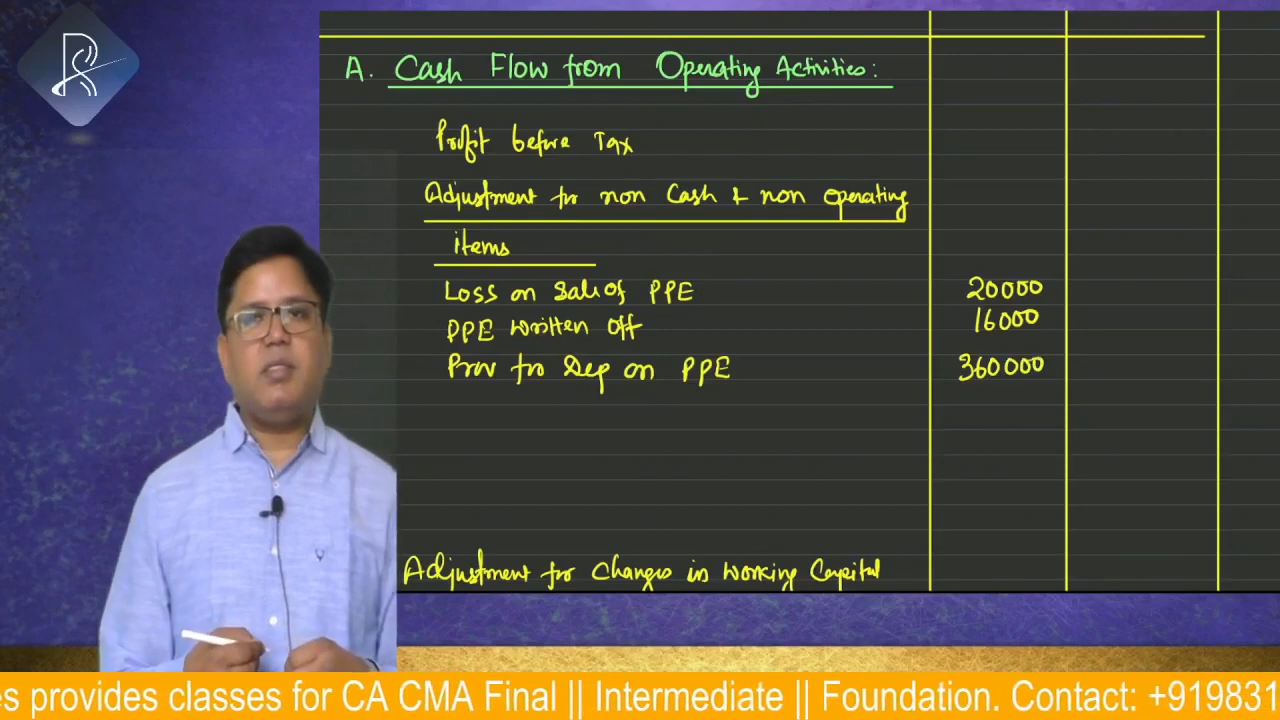 A. Cash Flow from Operating Activities:
Profit before Tax
Adjustment for non Cash & non operating
items
Loss on Sale of PPE 20000
PPE written off 16000
Prov for Dep on PPE 360000
Adjustment for Changes in Working Capital
es provides classes for CA CMA Final || Intermediate || Foundation. Contact: +919831